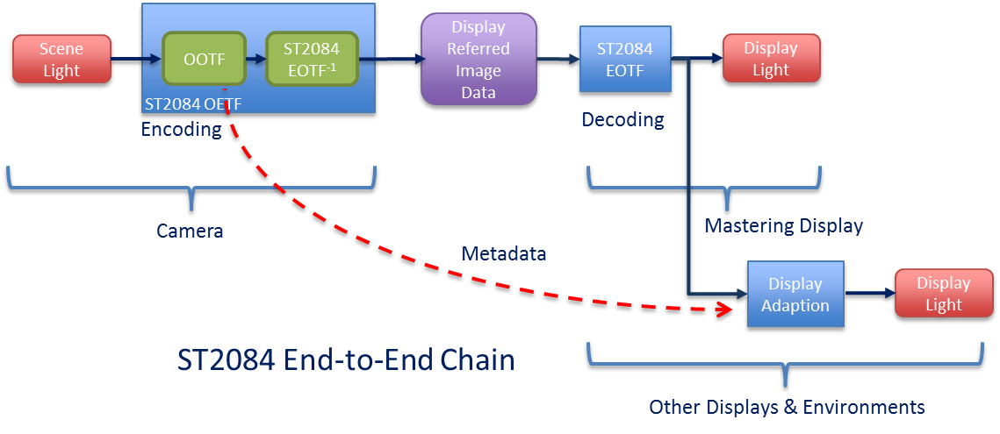 Scene
Light
OOTF
ST2084
EOTF-1
ST2084 OETF
Encoding
Camera
Display
Referred
Image
Data
ST2084
EOTF
Decoding
Display
Light
Mastering Display
Metadata
Display
Adaption
Display
Light
ST2084 End-to-End Chain
Other Displays & Environments